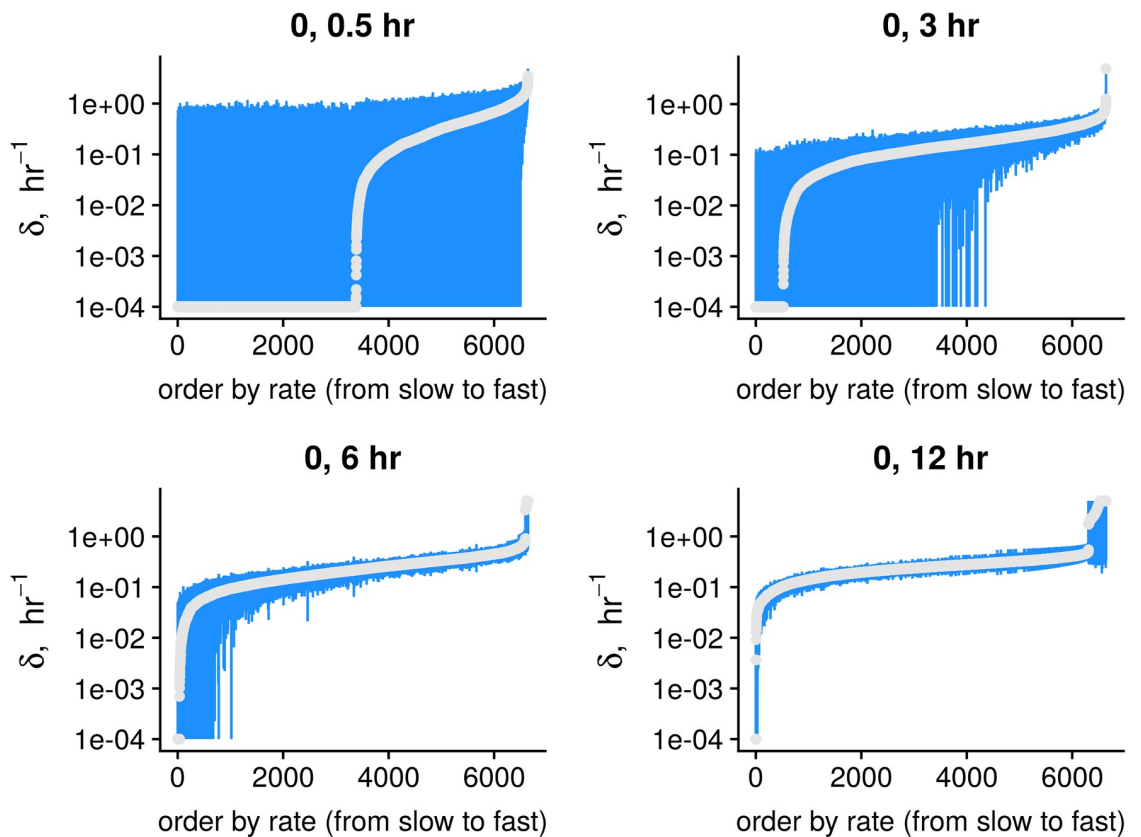 0, 0.5 hr
δ, hr⁻¹
1e+00
1e-01
1e-02
1e-03
1e-04
0 2000 4000 6000
order by rate (from slow to fast)
0, 3 hr
δ, hr⁻¹
1e+00
1e-01
1e-02
1e-03
1e-04
0 2000 4000 6000
order by rate (from slow to fast)
0, 6 hr
δ, hr⁻¹
1e+00
1e-01
1e-02
1e-03
1e-04
0 2000 4000 6000
order by rate (from slow to fast)
0, 12 hr
δ, hr⁻¹
1e+00
1e-01
1e-02
1e-03
1e-04
0 2000 4000 6000
order by rate (from slow to fast)